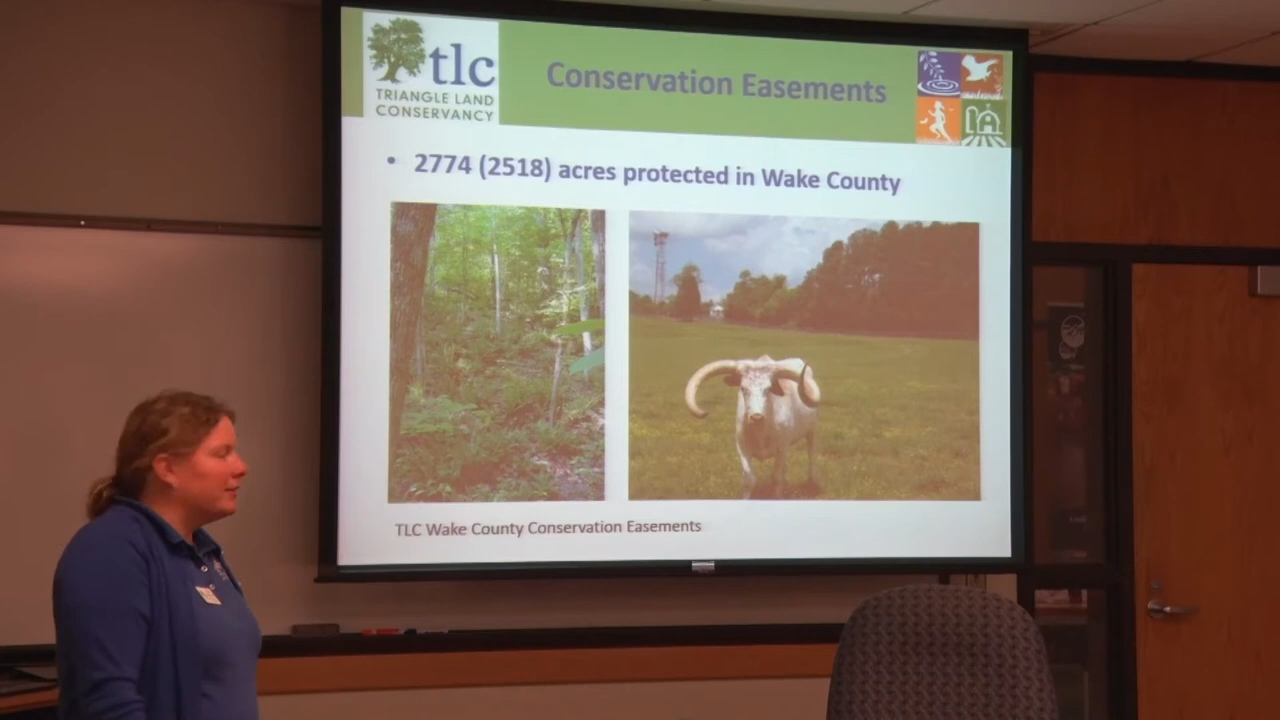 tlc
TRIANGLE LAND
CONSERVANCY
Conservation Easements
• 2774 (2518) acres protected in Wake County
TLC Wake County Conservation Easements